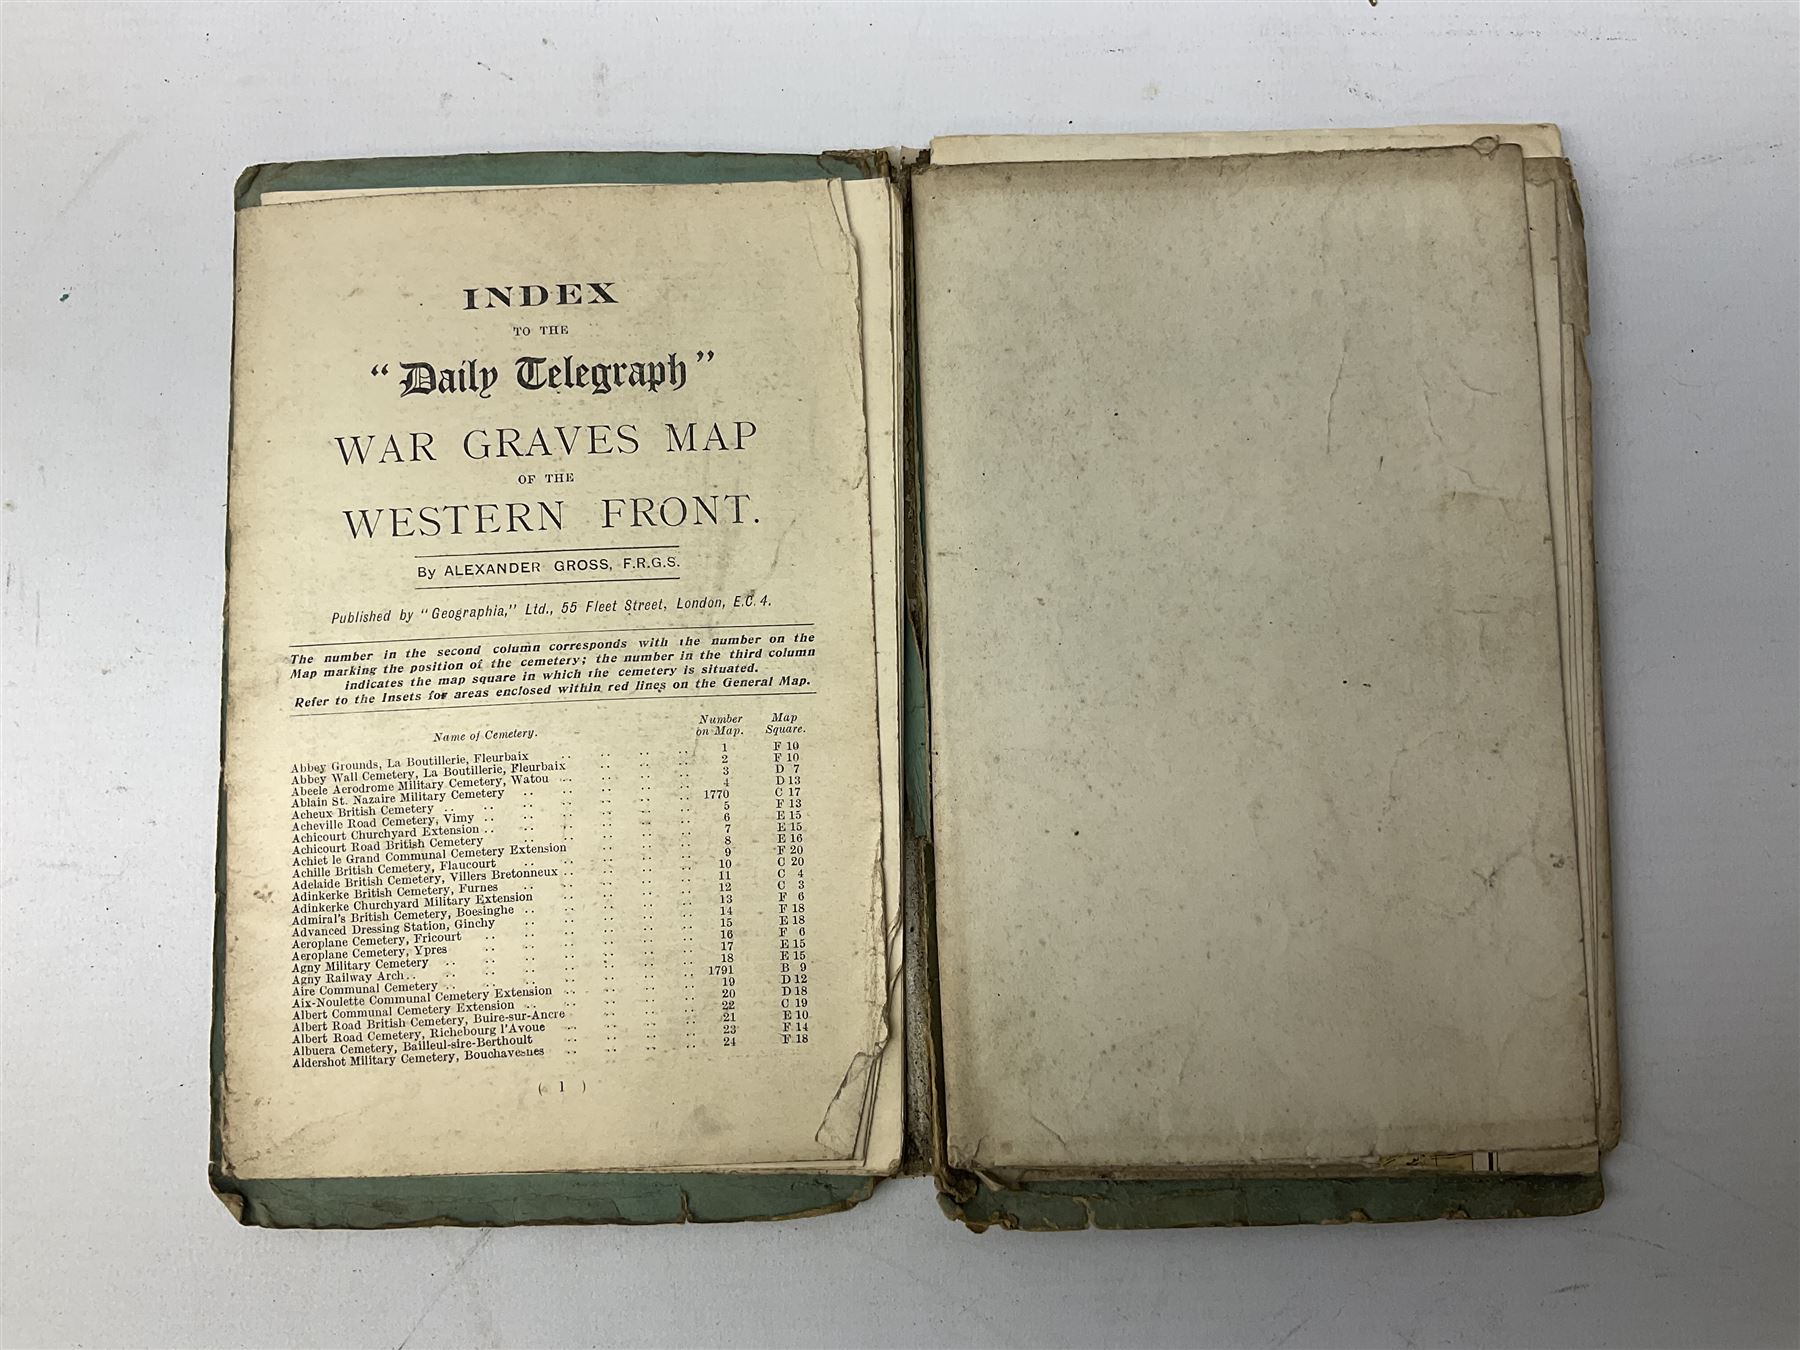 INDEX
TO THE
"Daily Telegraph"
WAR GRAVES MAP
OF THE
WESTERN FRONT.
By ALEXANDER GROSS, F.R.G.S.
Published by "Geographia," Ltd., 55 Fleet Street, London, E.C. 4.
The number in the second column corresponds with the number on the
Map marking the position of the cemetery; the number in the third column
indicates the map square in which the cemetery is situated.
Refer to the Insets for areas enclosed within red lines on the General Map.
Name of Cemetery. Number on Map. Map Square.
Abbey Grounds, La Boutillerie, Fleurbaix .. .. .. .. 1 F 10
Abbey Wall Cemetery, La Boutillerie, Fleurbaix .. .. .. 2 F 10
Abeele Aerodrome Military Cemetery, Watou .. .. .. .. 3 D 7
Ablain St. Nazaire Military Cemetery .. .. .. .. .. 4 D 13
Acheux British Cemetery .. .. .. .. .. .. .. 1770 C 17
Acheville Road Cemetery, Vimy .. .. .. .. .. .. 5 F 13
Achicourt Churchyard Extension .. .. .. .. .. .. 6 E 15
Achicourt Road British Cemetery .. .. .. .. .. 7 E 15
Achiet le Grand Communal Cemetery Extension .. .. .. 8 E 16
Achille British Cemetery, Flaucourt .. .. .. .. .. 9 F 20
Adelaide British Cemetery, Villers Bretonneux .. .. .. .. 10 C 20
Adinkerke British Cemetery, Furnes .. .. .. .. .. 11 C 4
Adinkerke Churchyard Military Extension .. .. .. .. 12 C 3
Admiral's British Cemetery, Boesinghe .. .. .. .. .. 13 F 6
Advanced Dressing Station, Ginchy .. .. .. .. .. 14 F 18
Aeroplane Cemetery, Fricourt .. .. .. .. .. .. 15 E 18
Aeroplane Cemetery, Ypres .. .. .. .. .. .. 16 F 6
Agny Military Cemetery .. .. .. .. .. .. .. 17 E 15
Agny Railway Arch .. .. .. .. .. .. .. .. 18 E 15
Aire Communal Cemetery .. .. .. .. .. .. .. 1791 B 9
Aix-Noulette Communal Cemetery Extension .. .. .. .. 19 D 12
Albert Communal Cemetery Extension .. .. .. .. .. 20 D 18
Albert Road British Cemetery, Buire-sur-Ancre .. .. .. 22 C 19
Albert Road Cemetery, Richebourg l'Avoue .. .. .. .. 21 E 10
Albuera Cemetery, Bailleul-sire-Berthoult .. .. .. .. 23 F 14
Aldershot Military Cemetery, Bouchavesnes .. .. .. .. 24 F 18
( 1 )